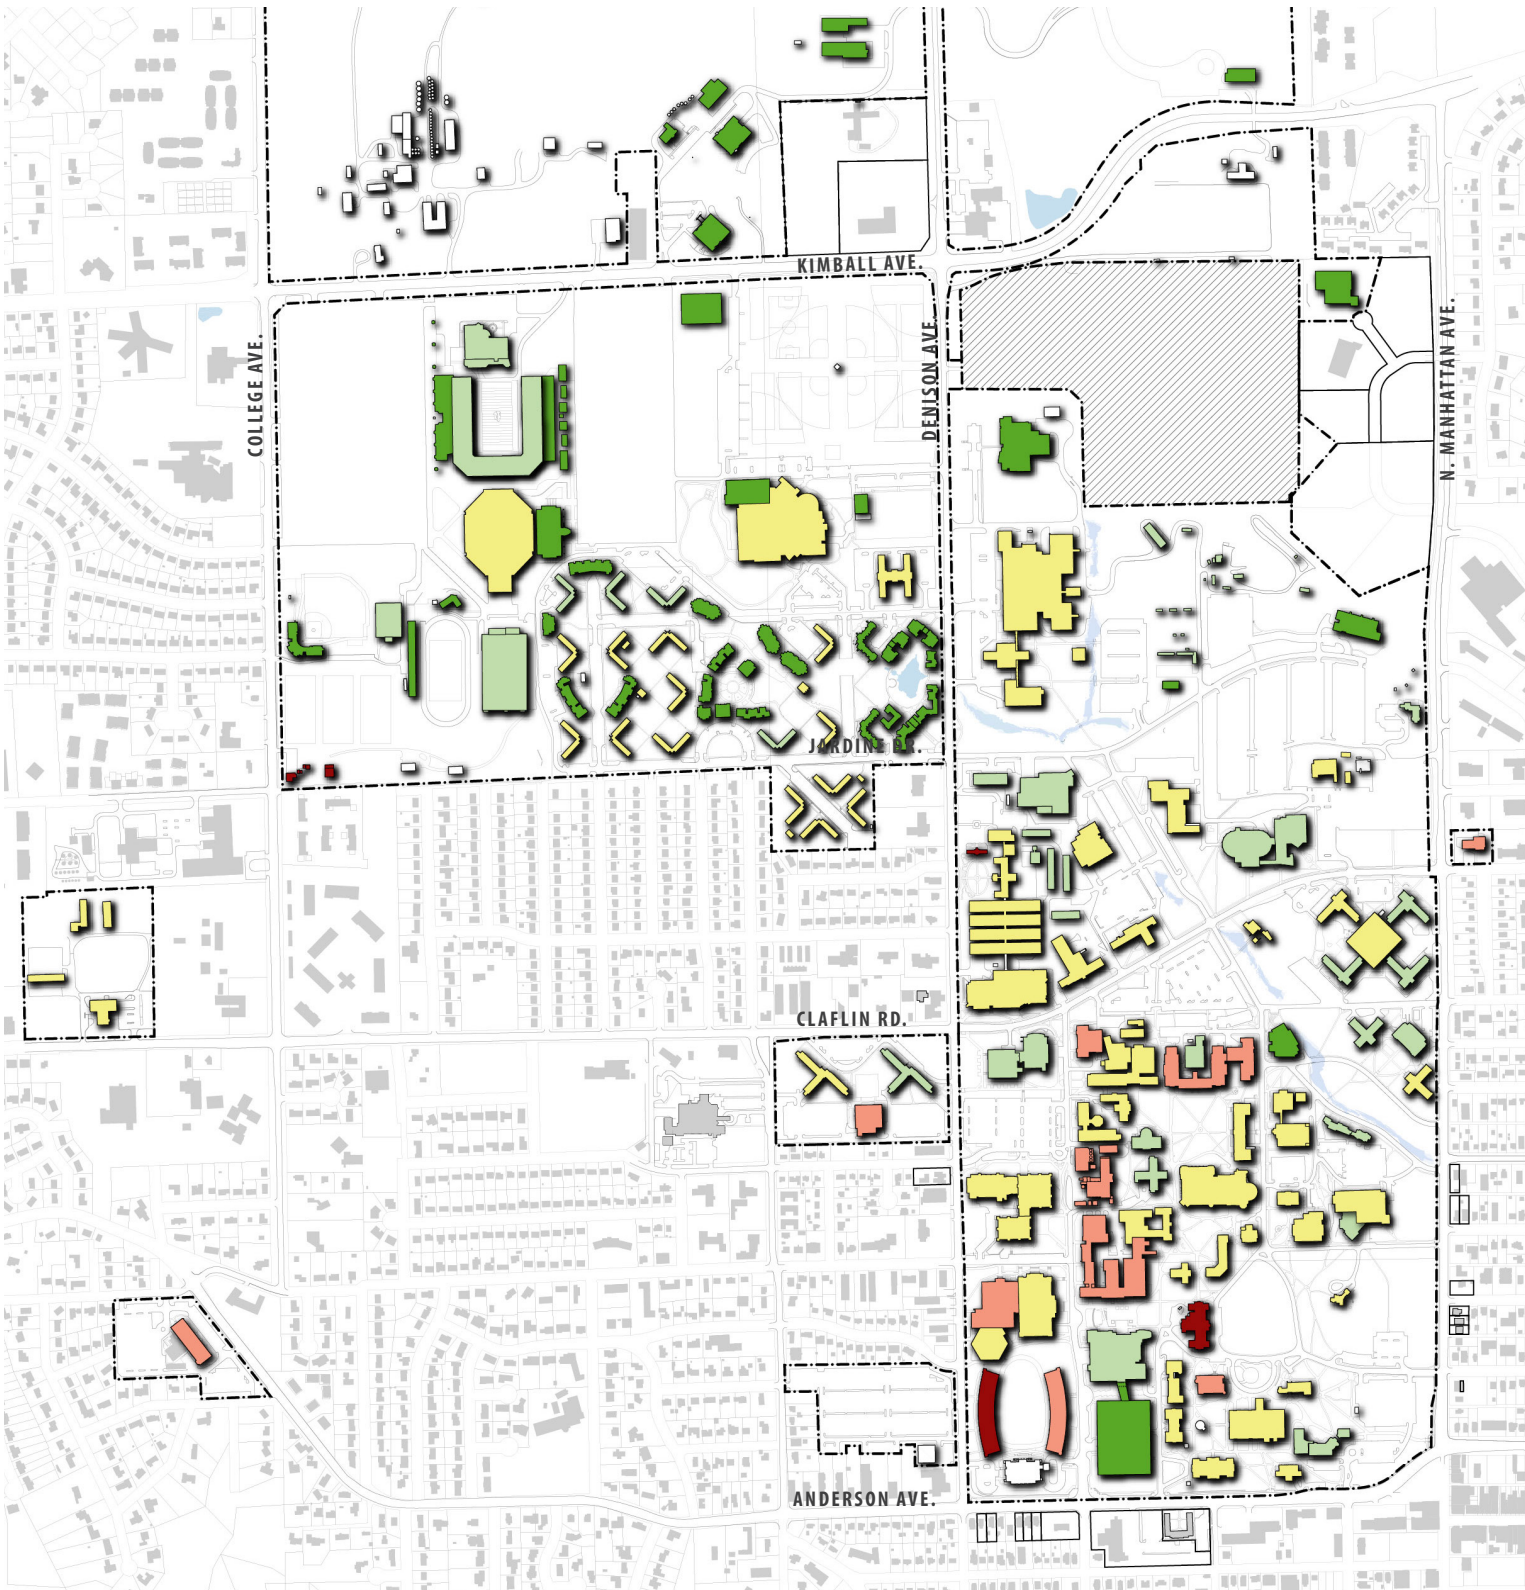 KIMBALL AVE.
COLLEGE AVE.
DENISON AVE.
N. MANHATTAN AVE.
JARDINE DR.
CLAFLIN RD.
ANDERSON AVE.